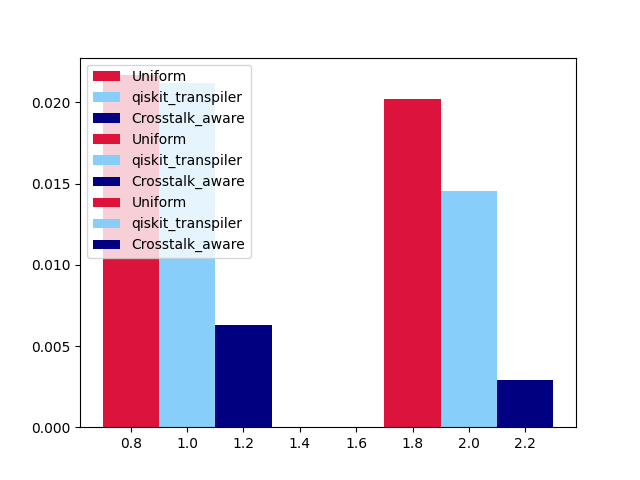 0.020
0.015
0.010
0.005
0.000
Uniform
qiskit_transpiler
Crosstalk_aware
Uniform
qiskit_transpiler
Crosstalk_aware
Uniform
qiskit_transpiler
Crosstalk_aware
0.8 1.0 1.2 1.4 1.6 1.8 2.0 2.2